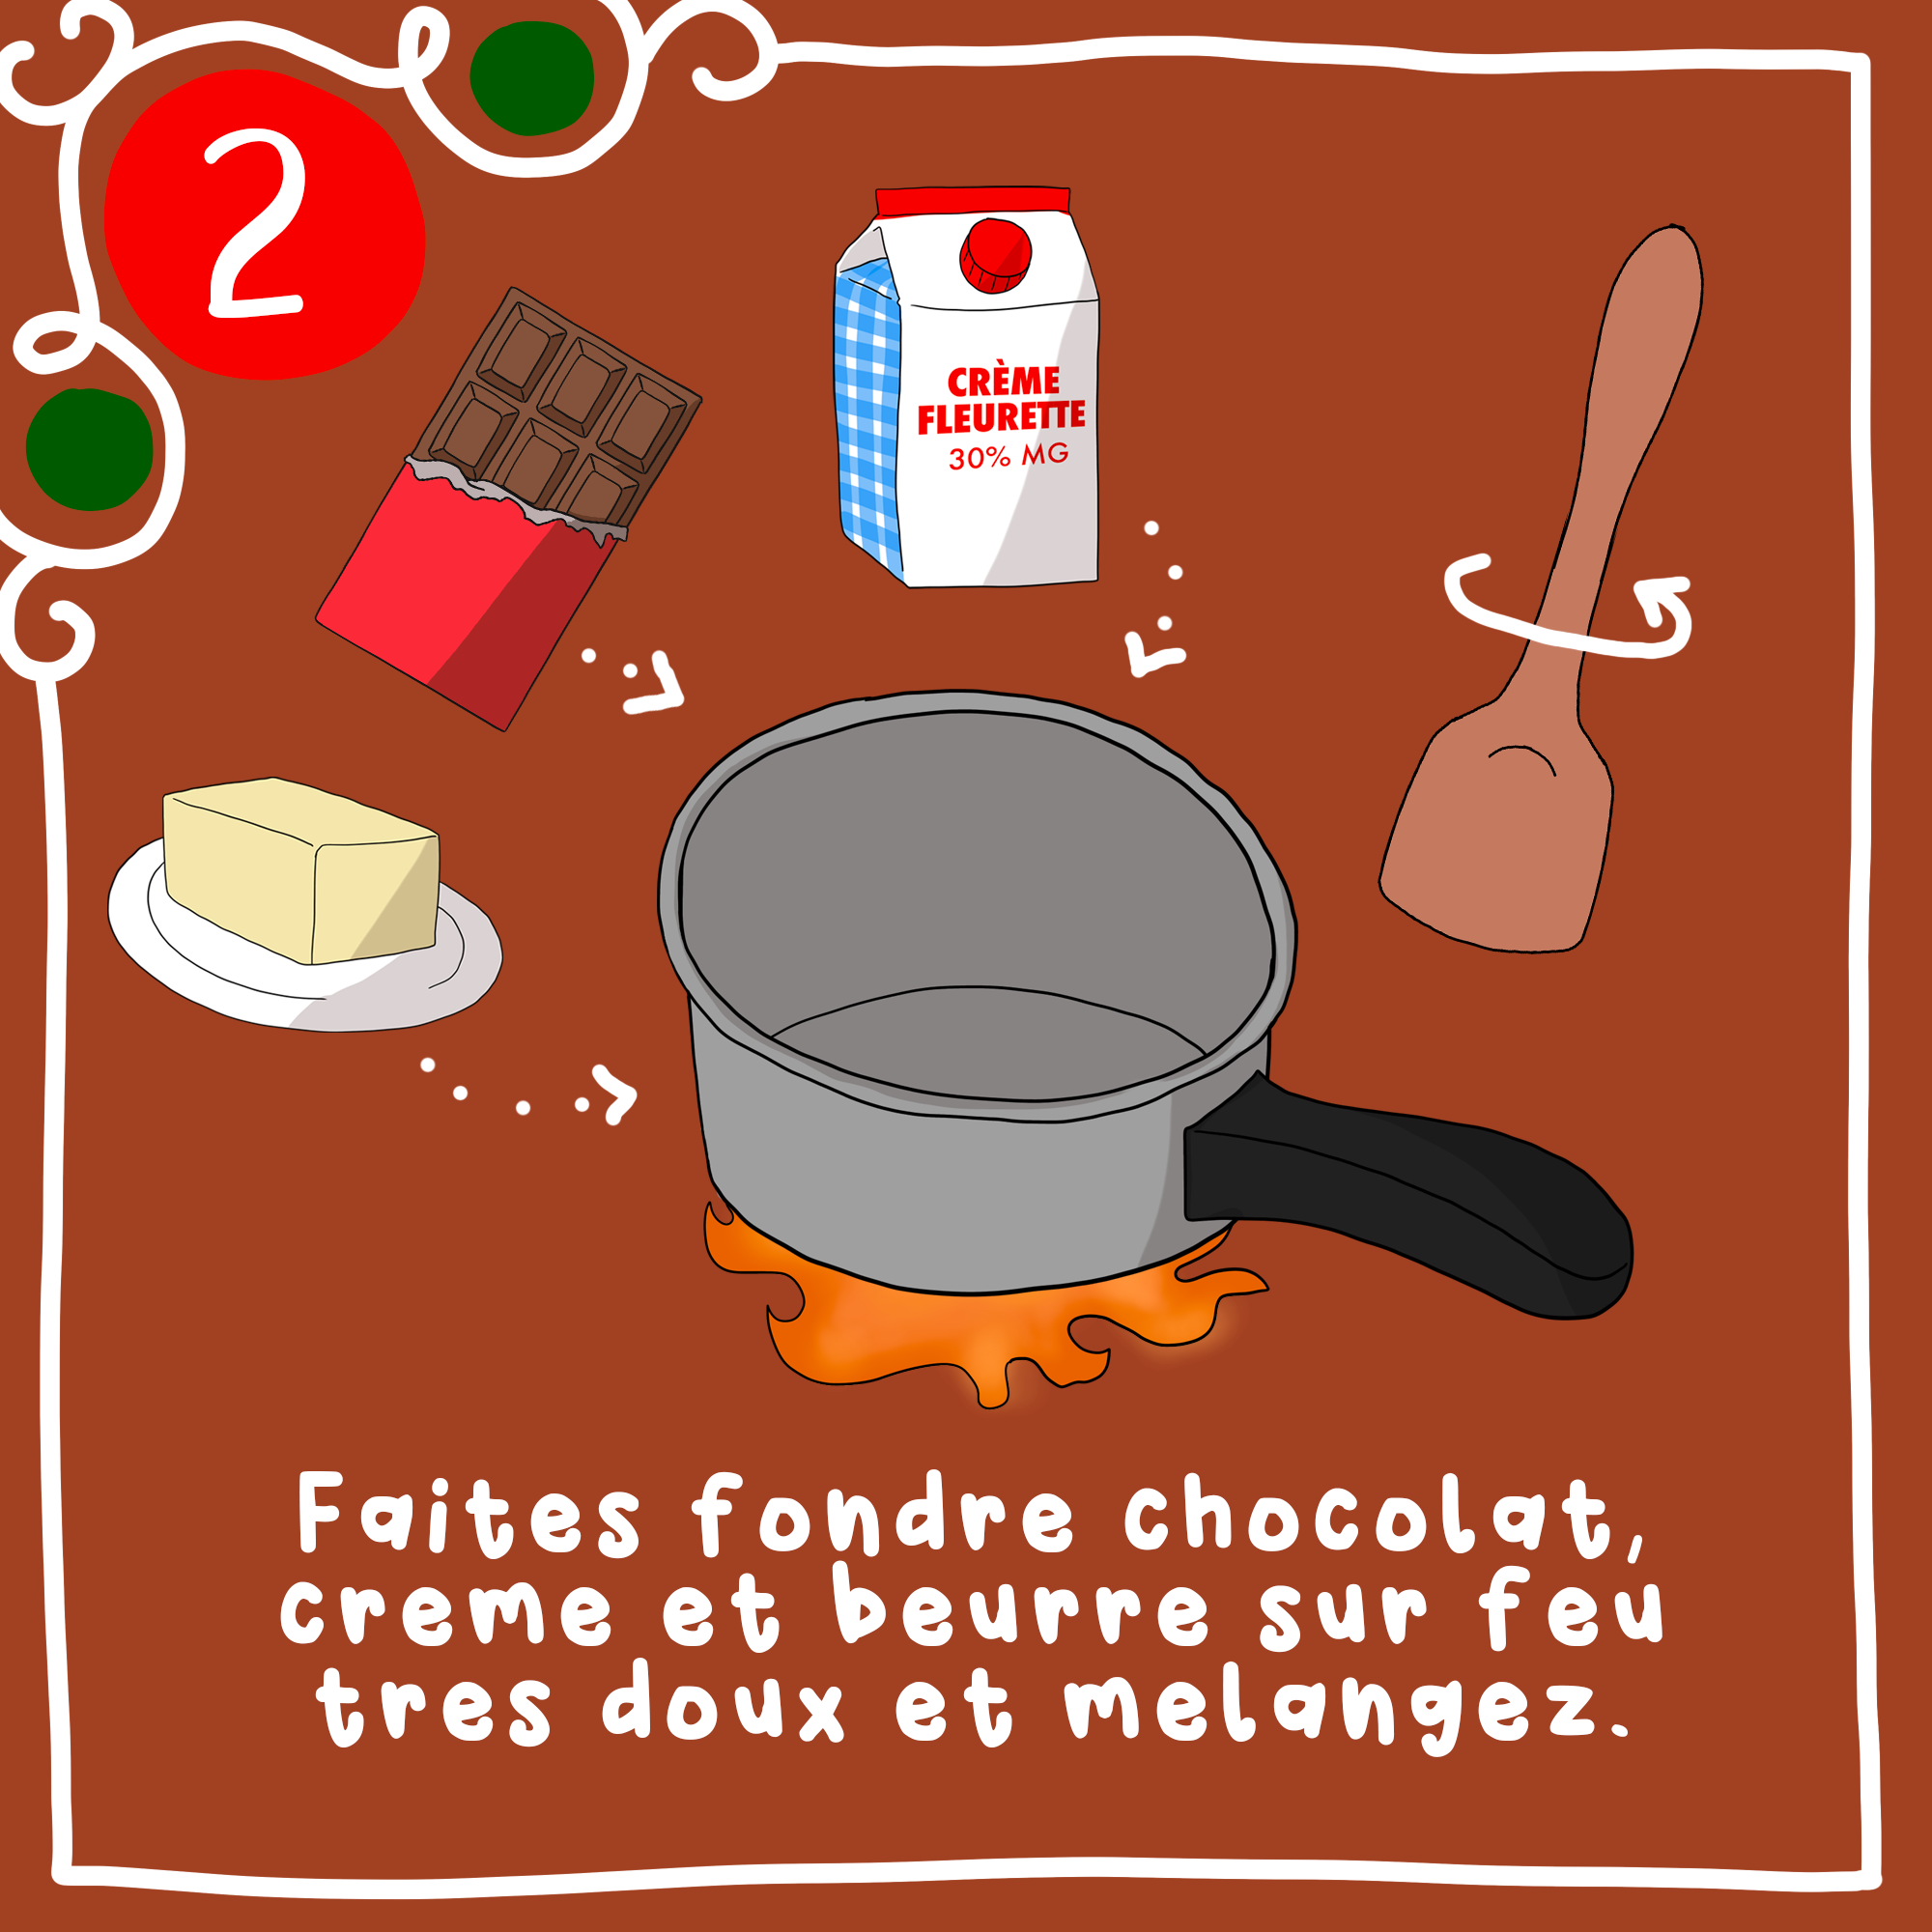 2
CRÈME
FLEURETTE
30% MG
Faites fondre chocolat,
creme et beurre sur feu
tres doux et melangez.